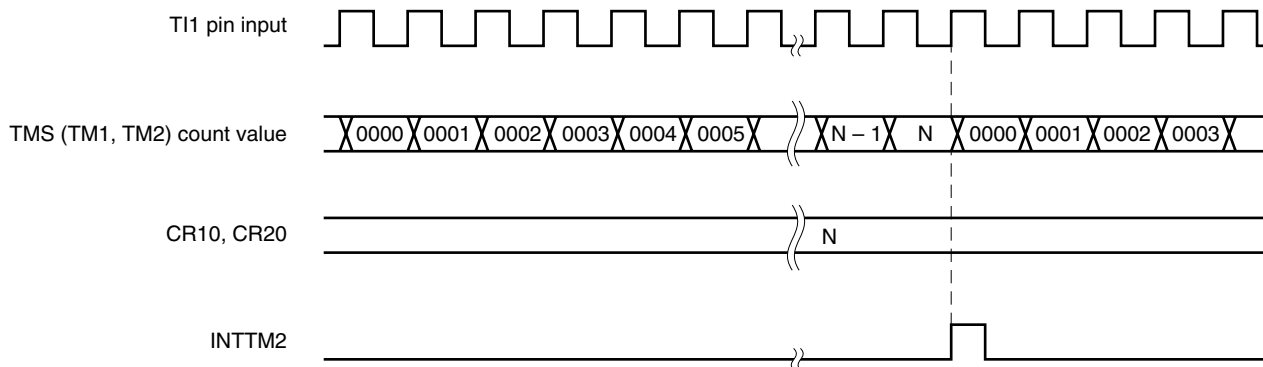 TI1 pin input
TMS (TM1, TM2) count value
0000 0001 0002 0003 0004 0005 N – 1 N 0000 0001 0002 0003
CR10, CR20
N
INTTM2